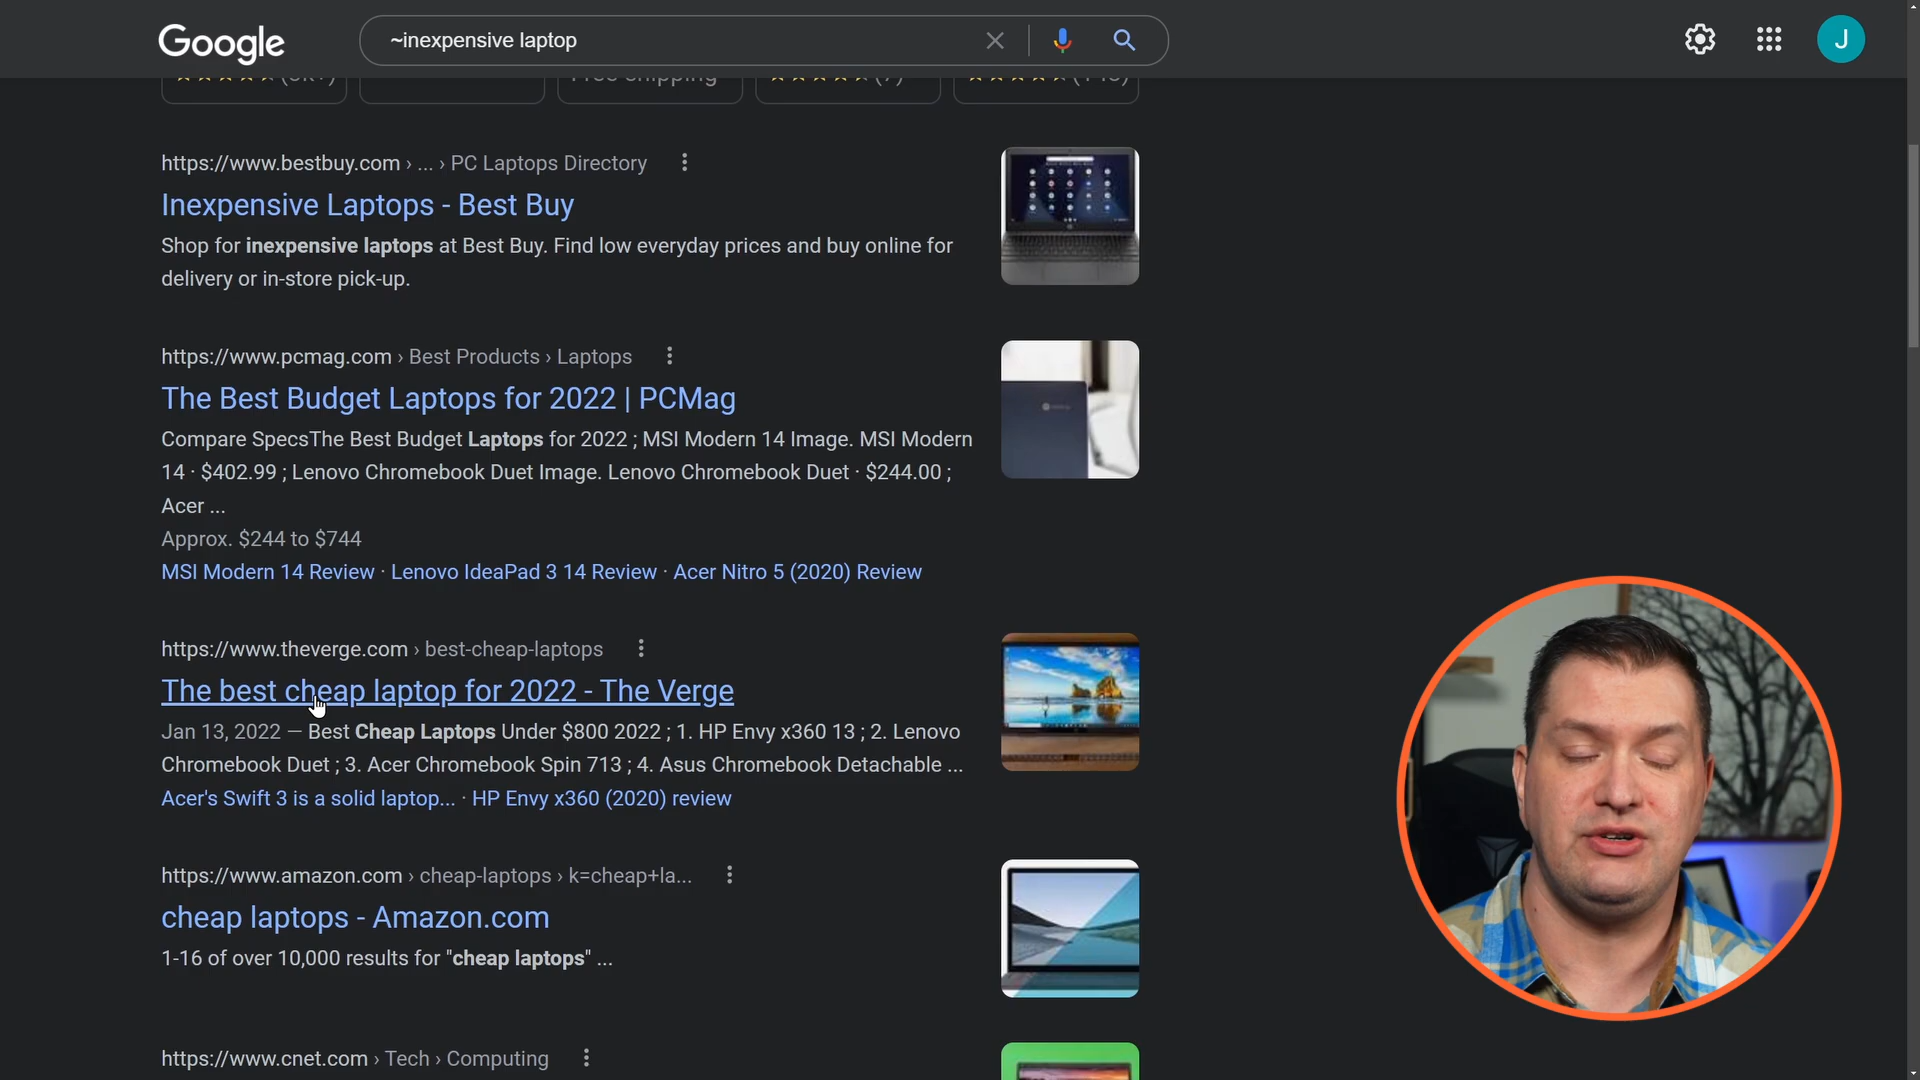 Google
~inexpensive laptop
J
Free shipping
https://www.bestbuy.com › ... › PC Laptops Directory
Inexpensive Laptops - Best Buy
Shop for inexpensive laptops at Best Buy. Find low everyday prices and buy online for
delivery or in-store pick-up.
https://www.pcmag.com › Best Products › Laptops
The Best Budget Laptops for 2022 | PCMag
Compare SpecsThe Best Budget Laptops for 2022 ; MSI Modern 14 Image. MSI Modern
14 · $402.99 ; Lenovo Chromebook Duet Image. Lenovo Chromebook Duet · $244.00 ;
Acer ...
Approx. $244 to $744
MSI Modern 14 Review · Lenovo IdeaPad 3 14 Review · Acer Nitro 5 (2020) Review
https://www.theverge.com › best-cheap-laptops
The best cheap laptop for 2022 - The Verge
Jan 13, 2022 — Best Cheap Laptops Under $800 2022 ; 1. HP Envy x360 13 ; 2. Lenovo
Chromebook Duet ; 3. Acer Chromebook Spin 713 ; 4. Asus Chromebook Detachable ...
Acer's Swift 3 is a solid laptop... · HP Envy x360 (2020) review
https://www.amazon.com › cheap-laptops › k=cheap+la...
cheap laptops - Amazon.com
1-16 of over 10,000 results for "cheap laptops" ...
https://www.cnet.com › Tech › Computing